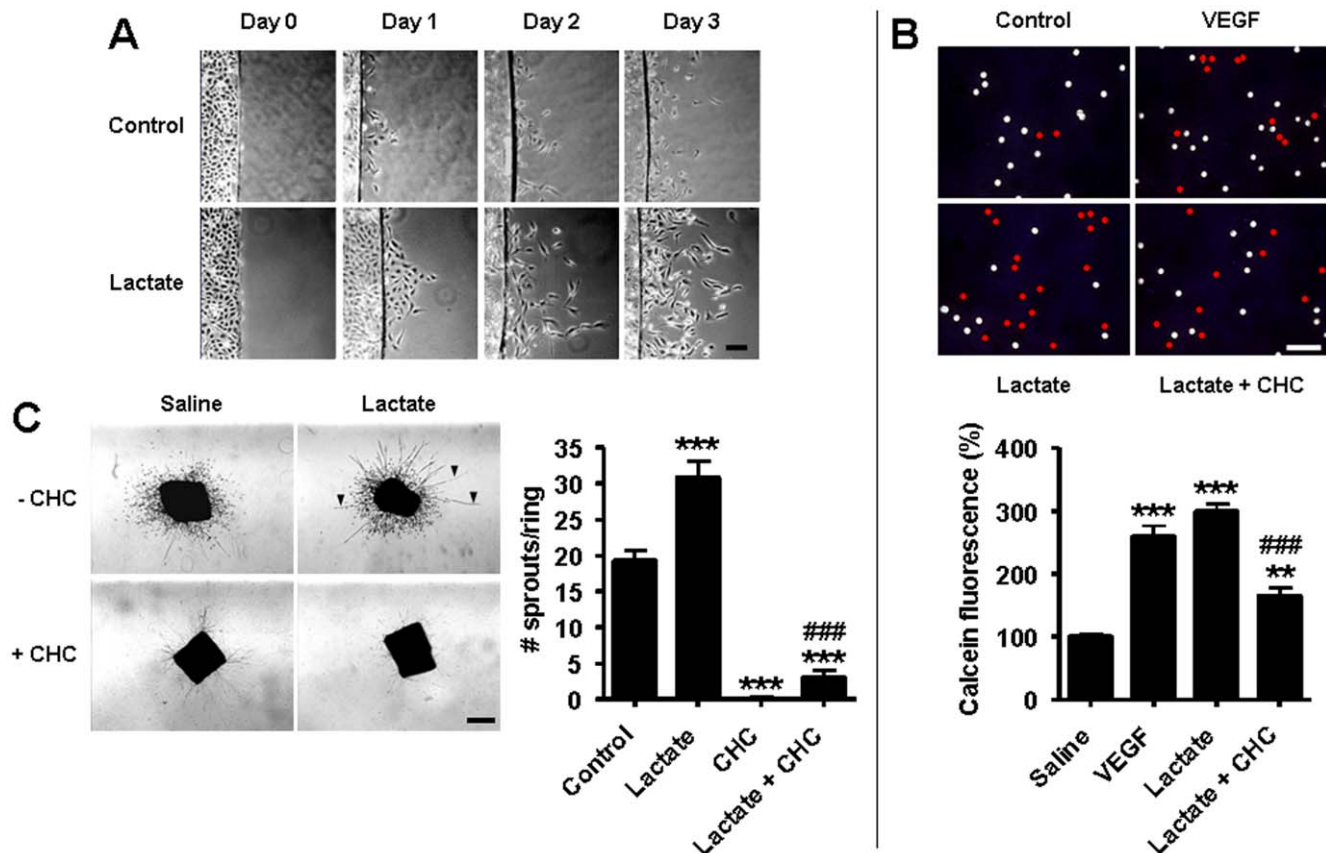 A
Day 0 Day 1 Day 2 Day 3
Control
Lactate
B
Control VEGF
Lactate Lactate + CHC
Calcein fluorescence (%)
400
300
200
100
0
***
***
###
**
Saline
VEGF
Lactate
Lactate + CHC
C
Saline Lactate
- CHC
+ CHC
# sprouts/ring
35
30
25
20
15
10
5
0
***
***
###
***
Control
Lactate
CHC
Lactate + CHC